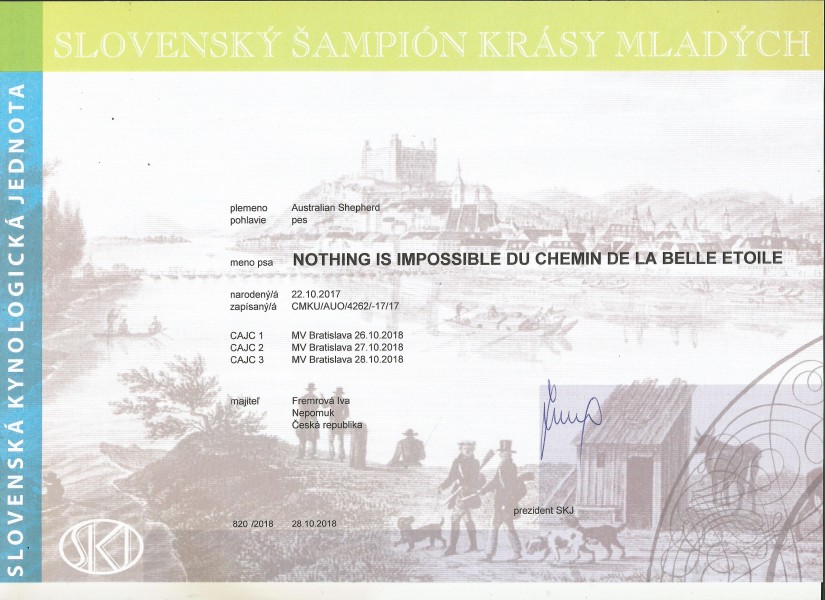 SLOVENSKÝ ŠAMPIÓN KRÁSY MLADÝCH
SLOVENSKÁ KYNOLOGICKÁ JEDNOTA
plemeno Australian Shepherd
pohlavie pes
meno psa NOTHING IS IMPOSSIBLE DU CHEMIN DE LA BELLE ETOILE
narodený/á 22.10.2017
zapísaný/á CMKU/AUO/4262/-17/17
CAJC 1 MV Bratislava 26.10.2018
CAJC 2 MV Bratislava 27.10.2018
CAJC 3 MV Bratislava 28.10.2018
majiteľ Fremrová Iva
Nepomuk
Česká republika
prezident SKJ
820 /2018 28.10.2018
SKJ